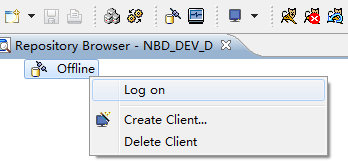 Repository Browser - NBD_DEV_D
Offline
Log on
Create Client...
Delete Client